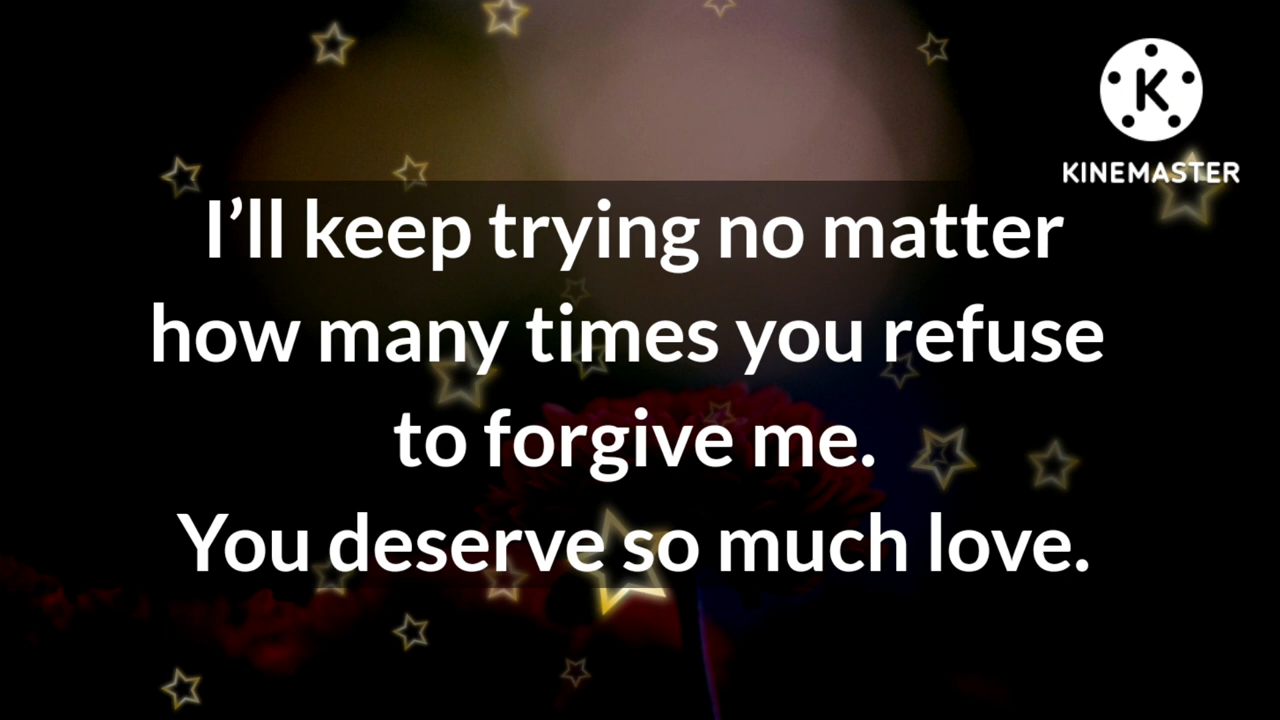 KINEMASTER
I’ll keep trying no matter
how many times you refuse
to forgive me.
You deserve so much love.